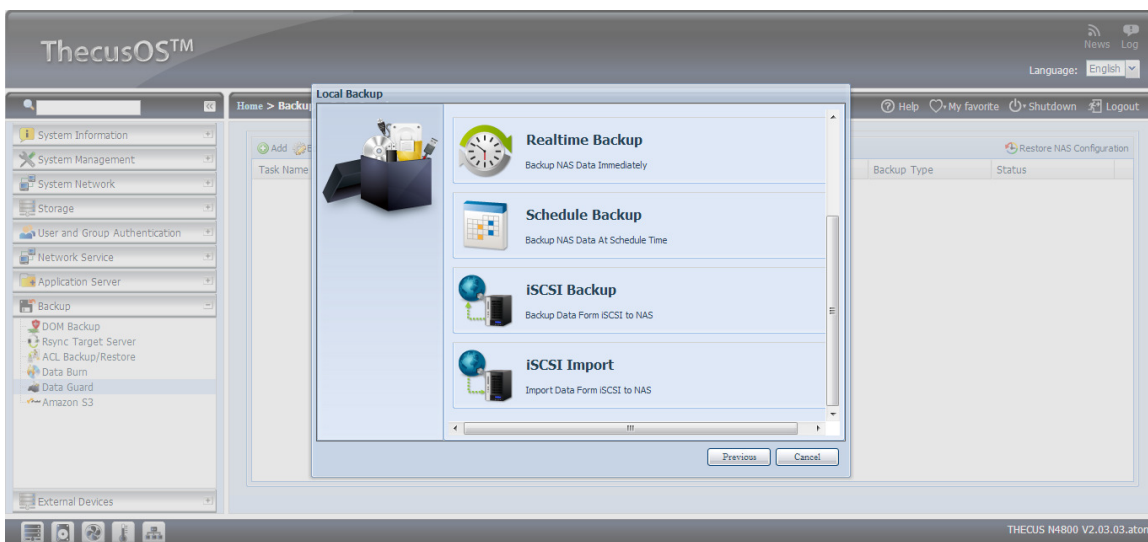 ThecusOS™
News Log
Language: English
Local Backup
Home > Backup
Help My favorite Shutdown Logout
System Information
System Management
System Network
Storage
User and Group Authentication
Network Service
Application Server
Backup
DOM Backup
Rsync Target Server
ACL Backup/Restore
Data Burn
Data Guard
Amazon S3
External Devices
Add
Restore NAS Configuration
Task Name
Backup Type Status
Realtime Backup
Backup NAS Data Immediately
Schedule Backup
Backup NAS Data At Schedule Time
iSCSI Backup
Backup Data Form iSCSI to NAS
iSCSI Import
Import Data Form iSCSI to NAS
Previous Cancel
THECUS N4800 V2.03.03.atom